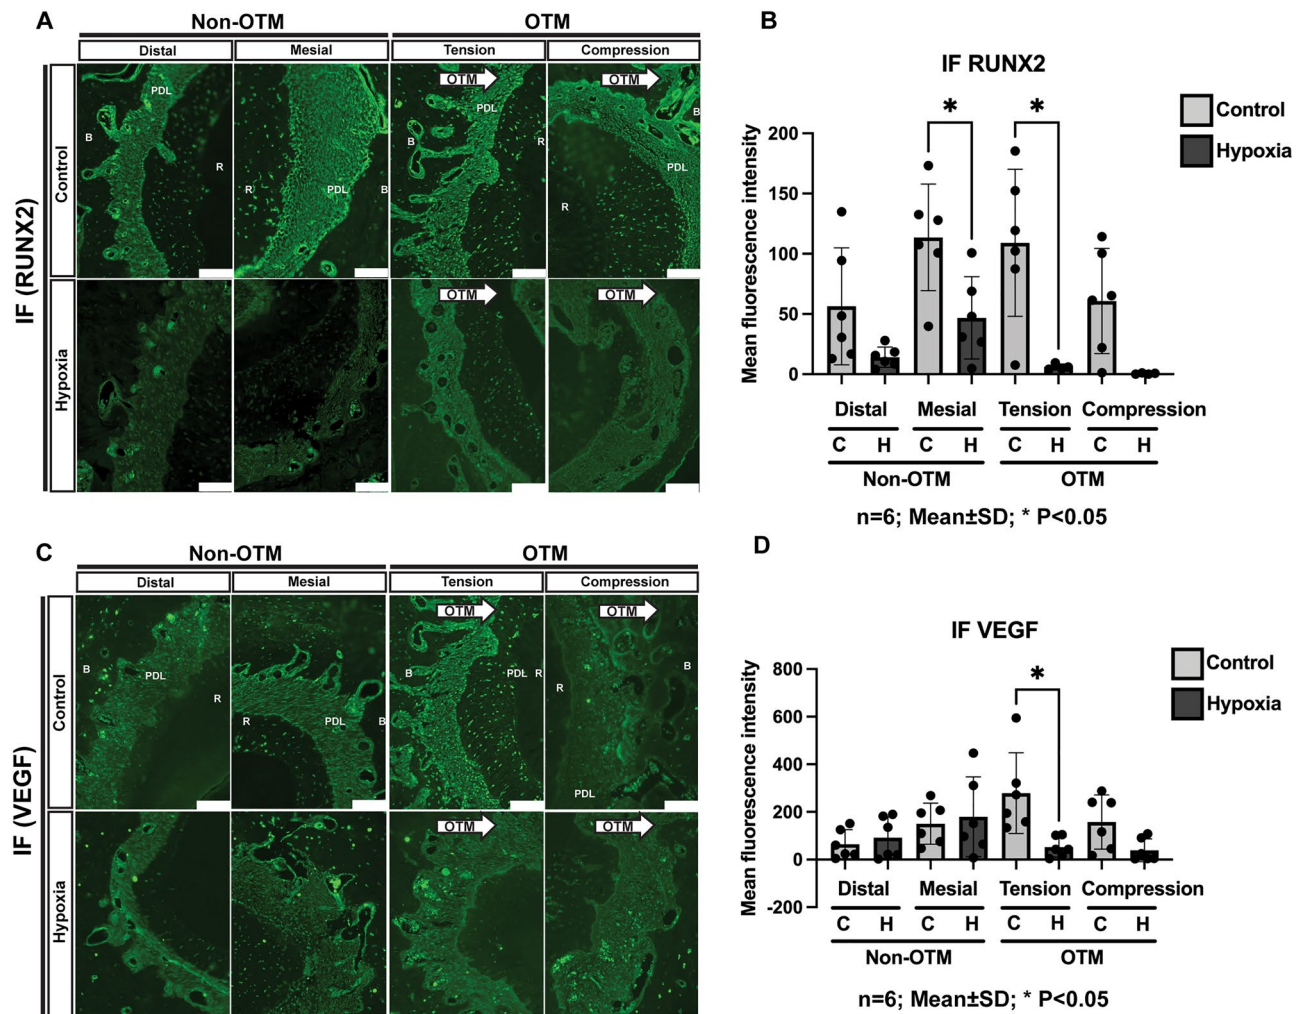 A
Non-OTM
OTM
Distal
Mesial
Tension
Compression
IF (RUNX2)
Control
Hypoxia
PDL
B
R
R
PDL
B
OTM
PDL
B
R
OTM
B
PDL
R
OTM
OTM
B
IF RUNX2
Control
Hypoxia
Mean fluorescence intensity
200
150
100
50
0
*
*
Distal
Mesial
Tension
Compression
C
H
C
H
C
H
C
H
Non-OTM
OTM
n=6; Mean±SD; * P<0.05
C
Non-OTM
OTM
Distal
Mesial
Tension
Compression
IF (VEGF)
Control
Hypoxia
B
PDL
R
R
PDL
B
OTM
B
PDL
R
OTM
B
R
PDL
OTM
OTM
D
IF VEGF
Control
Hypoxia
Mean fluorescence intensity
800
600
400
200
0
-200
*
Distal
Mesial
Tension
Compression
C
H
C
H
C
H
C
H
Non-OTM
OTM
n=6; Mean±SD; * P<0.05